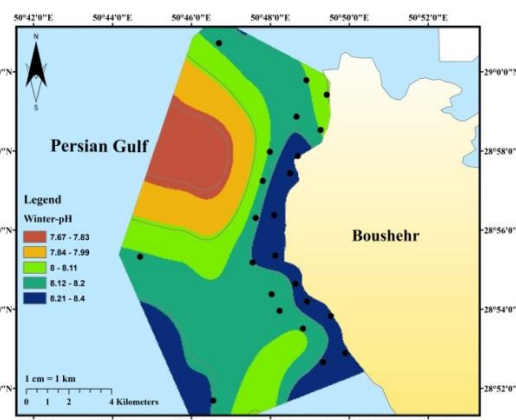 50°42'0"E 50°44'0"E 50°46'0"E 50°48'0"E 50°50'0"E 50°52'0"E
N
S
29°0'0"N
28°58'0"N
28°56'0"N
28°54'0"N
28°52'0"N
Persian Gulf
Boushehr
Legend
Winter-pH
7.67 - 7.83
7.84 - 7.99
8 - 8.11
8.12 - 8.2
8.21 - 8.4
1 cm = 1 km
0 1 2 4 Kilometers